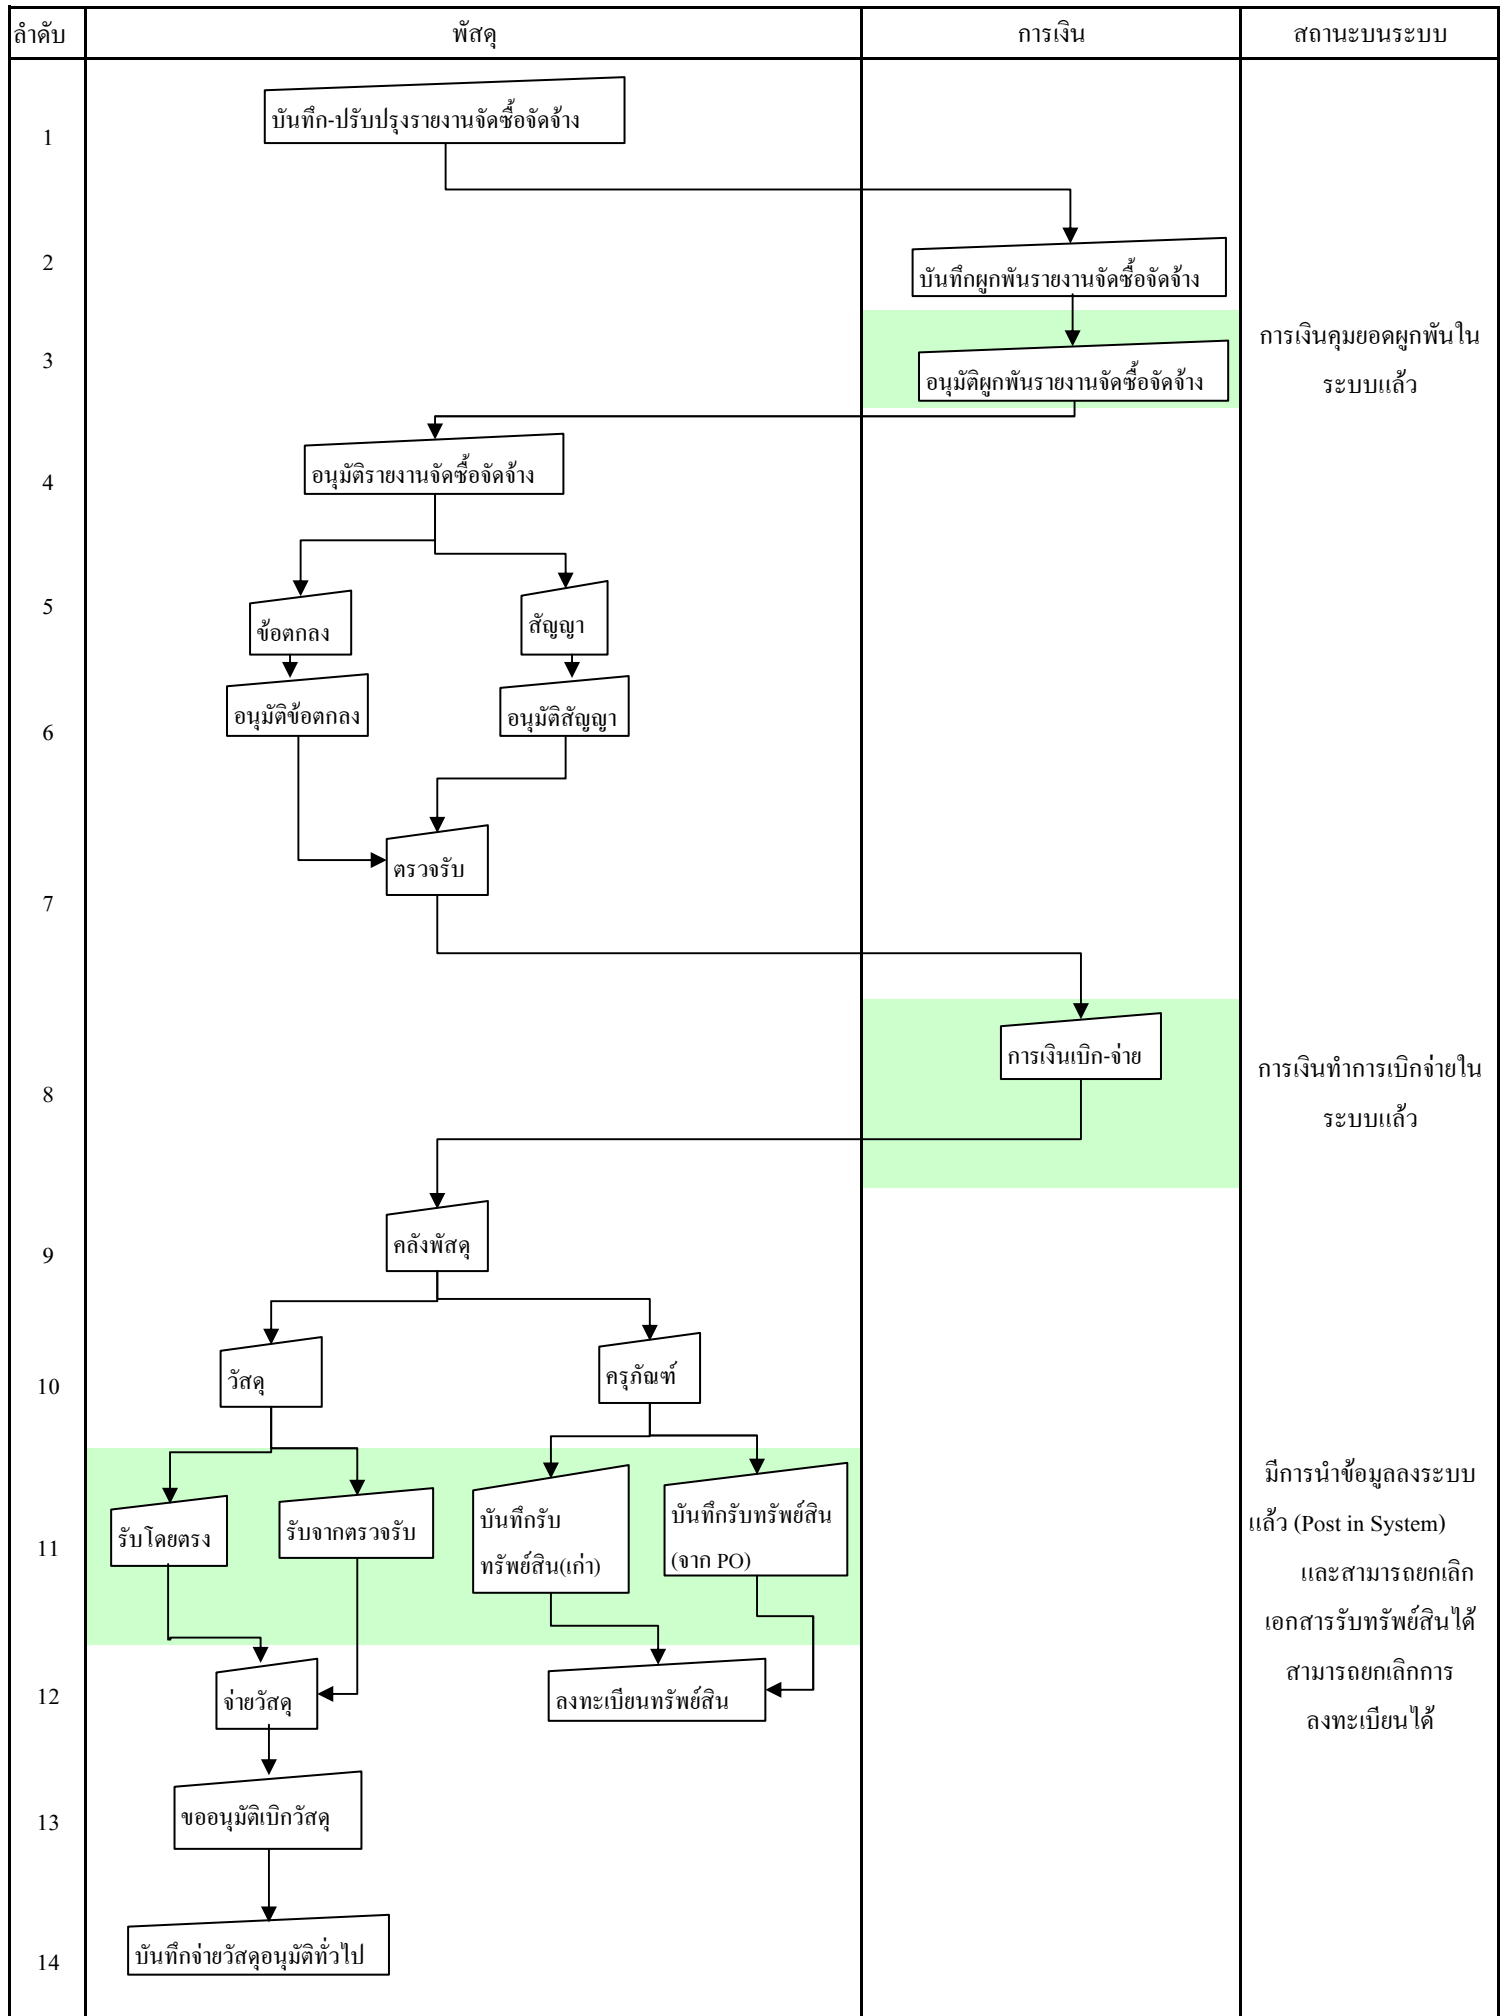 ลำดับ พัสดุ การเงิน สถานะบนระบบ
1 บันทึก-ปรับปรุงรายงานจัดซื้อจัดจ้าง
2 บันทึกผูกพันรายงานจัดซื้อจัดจ้าง
การเงินคุมยอดผูกพันใน
3 อนุมัติผูกพันรายงานจัดซื้อจัดจ้าง
ระบบแล้ว
4 อนุมัติรายงานจัดซื้อจัดจ้าง
5 ข้อตกลง สัญญา
6 อนุมัติข้อตกลง อนุมัติสัญญา
ตรวจรับ
7
การเงินเบิก-จ่าย การเงินทำการเบิกจ่ายใน
8 ระบบแล้ว
9 คลังพัสดุ
10 วัสดุ ครุภัณฑ์
มีการนำข้อมูลลงระบบ
บันทึกรับ บันทึกรับทรัพย์สิน แล้ว (Post in System)
11 รับโดยตรง รับจากตรวจรับ
ทรัพย์สิน(เก่า) (จาก PO) และสามารถยกเลิก
เอกสารรับทรัพย์สินได้
สามารถยกเลิกการ
12 จ่ายวัสดุ ลงทะเบียนทรัพย์สิน
ลงทะเบียนได้
13 ขออนุมัติเบิกวัสดุ
14 บันทึกจ่ายวัสดุอนุมัติทั่วไป